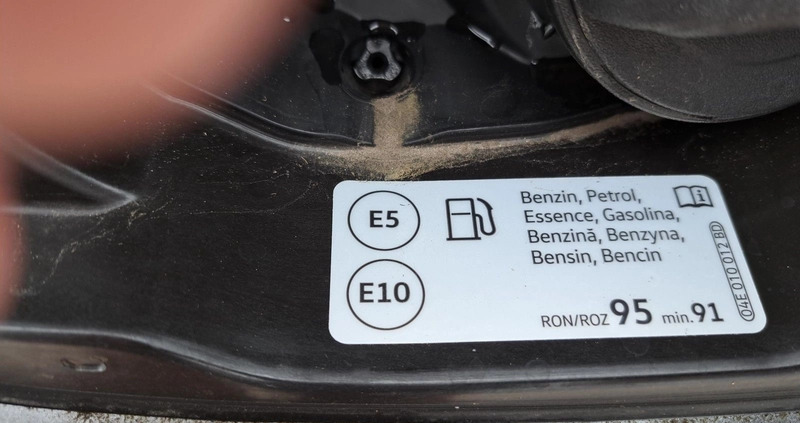 E5
E10
Benzin, Petrol,
Essence, Gasolina,
Benzină, Benzyna,
Bensin, Bencin
RON/ROZ 95 min. 91
04E 010 012 BD